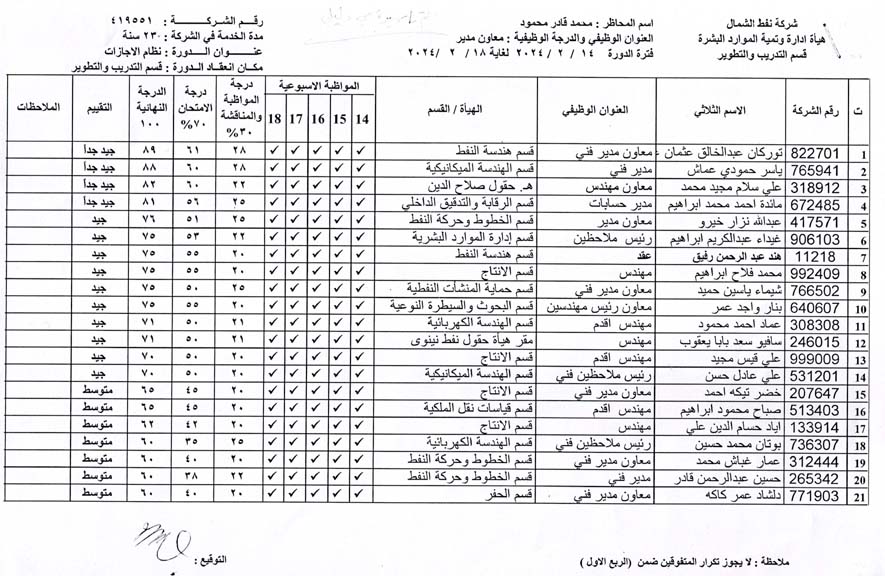 شركة نفط الشمال
هيأة ادارة وتمية الموارد البشرة
قسم التدريب والتطوير
اسم المحاظر : محمد قادر محمود
العنوان الوظيفي والدرجة الوظيفية : معاون مدير
فترة الدورة ١٤ / ٢ / ٢٠٢٤ لغاية ١٨ / ٢ / ٢٠٢٤
رقم الشركة : ٤١٩٥٥١
مدة الخدمة في الشركة : ٢٣٠ سنة
عنوان الدورة : نظام الاجازات
مكان انعقاد الدورة : قسم التدريب والتطوير
ت رقم الشركة الاسم الثلاثي العنوان الوظيفي الهيأة / القسم المواظبة الاسبوعية 14 15 16 17 18 درجة المواظبة والمناقشة ٣٠% درجة الامتحان ٧٠% الدرجة النهائية ١٠٠ التقييم الملاحظات
1 822701 توركان عبدالخالق عثمان معاون مدير فني قسم هندسة النفط ✓ ✓ ✓ ✓ ✓ ٢٨ ٦١ ٨٩ جيد جداً
2 765941 ياسر حمودي عماش مدير فني قسم الهندسة الميكانيكية ✓ ✓ ✓ ✓ ✓ ٢٨ ٦٠ ٨٨ جيد جداً
3 318912 علي سلام مجيد محمد معاون مهندس هـ. حقول صلاح الدين ✓ ✓ ✓ ✓ ✓ ٢٢ ٦٠ ٨٢ جيد جداً
4 672485 مائدة احمد محمد ابراهيم مدير حسابات قسم الرقابة والتدقيق الداخلي ✓ ✓ ✓ ✓ ✓ ٢٥ ٥٦ ٨١ جيد جداً
5 417571 عبدالله نزار خيرو معاون مدير قسم الخطوط وحركة النفط ✓ ✓ ✓ ✓ ✓ ٢٥ ٥١ ٧٦ جيد
6 906103 غيداء عبدالكريم ابراهيم رئيس ملاحظين قسم إدارة الموارد البشرية ✓ ✓ ✓ ✓ ✓ ٢٢ ٥٣ ٧٥ جيد
7 11218 هند عبد الرحمن رفيق عقد قسم هندسة النفط ✓ ✓ ✓ ✓ ✓ ٢٠ ٥٥ ٧٥ جيد
8 992409 محمد فلاح ابراهيم مهندس قسم الانتاج ✓ ✓ ✓ ✓ ✓ ٢٠ ٥٥ ٧٥ جيد
9 766502 شيماء ياسين حميد معاون مدير فني قسم حماية المنشأت النفطية ✓ ✓ ✓ ✓ ✓ ٢٥ ٥٠ ٧٥ جيد
10 640607 بنار واجد عمر معاون رئيس مهندسين قسم البحوث والسيطرة النوعية ✓ ✓ ✓ ✓ ✓ ٢٠ ٥٥ ٧٥ جيد
11 308308 عماد احمد محمود مهندس اقدم قسم الهندسة الكهربائية ✓ ✓ ✓ ✓ ✓ ٢١ ٥٠ ٧١ جيد
12 246015 سافيو سعد بابا يعقوب مهندس مقر هيأة حقول نفط نينوى ✓ ✓ ✓ ✓ ✓ ٢١ ٥٠ ٧١ جيد
13 999009 علي قيس مجيد مهندس اقدم قسم الانتاج ✓ ✓ ✓ ✓ ✓ ٢٠ ٥٠ ٧٠ جيد
14 531201 علي عادل حسن رئيس ملاحظين فني قسم الهندسة الميكانيكية ✓ ✓ ✓ ✓ ✓ ٢٠ ٥٠ ٧٠ جيد
15 207647 خضر تيكه احمد معاون مدير فني قسم الانتاج ✓ ✓ ✓ ✓ ٢٠ ٤٥ ٦٥ متوسط
16 513403 صباح محمود ابراهيم مهندس اقدم قسم قياسات نقل الملكية ✓ ✓ ✓ ✓ ✓ ٢٠ ٤٥ ٦٥ متوسط
17 133914 اياد حسام الدين علي مهندس قسم الانتاج ✓ ✓ ✓ ✓ ✓ ٢٠ ٤٢ ٦٢ متوسط
18 736307 بوتان محمد حسين رئيس ملاحظين فني قسم الهندسة الكهربائية ✓ ✓ ✓ ✓ ✓ ٢٥ ٣٥ ٦٠ متوسط
19 312444 عمار غباش محمد معاون مدير فني قسم الخطوط وحركة النفط ✓ ✓ ✓ ✓ ✓ ٢٠ ٤٠ ٦٠ متوسط
20 265342 حسين عبدالرحمن قادر مدير فني قسم الخطوط وحركة النفط ✓ ✓ ✓ ✓ ✓ ٢٢ ٣٨ ٦٠ متوسط
21 771903 دلشاد عمر كاكه معاون مدير فني قسم الحفر ✓ ✓ ✓ ✓ ✓ ٢٠ ٤٠ ٦٠ متوسط
ملاحظة : لا يجوز تكرار المتفوقين ضمن (الربع الاول )
التوقيع :